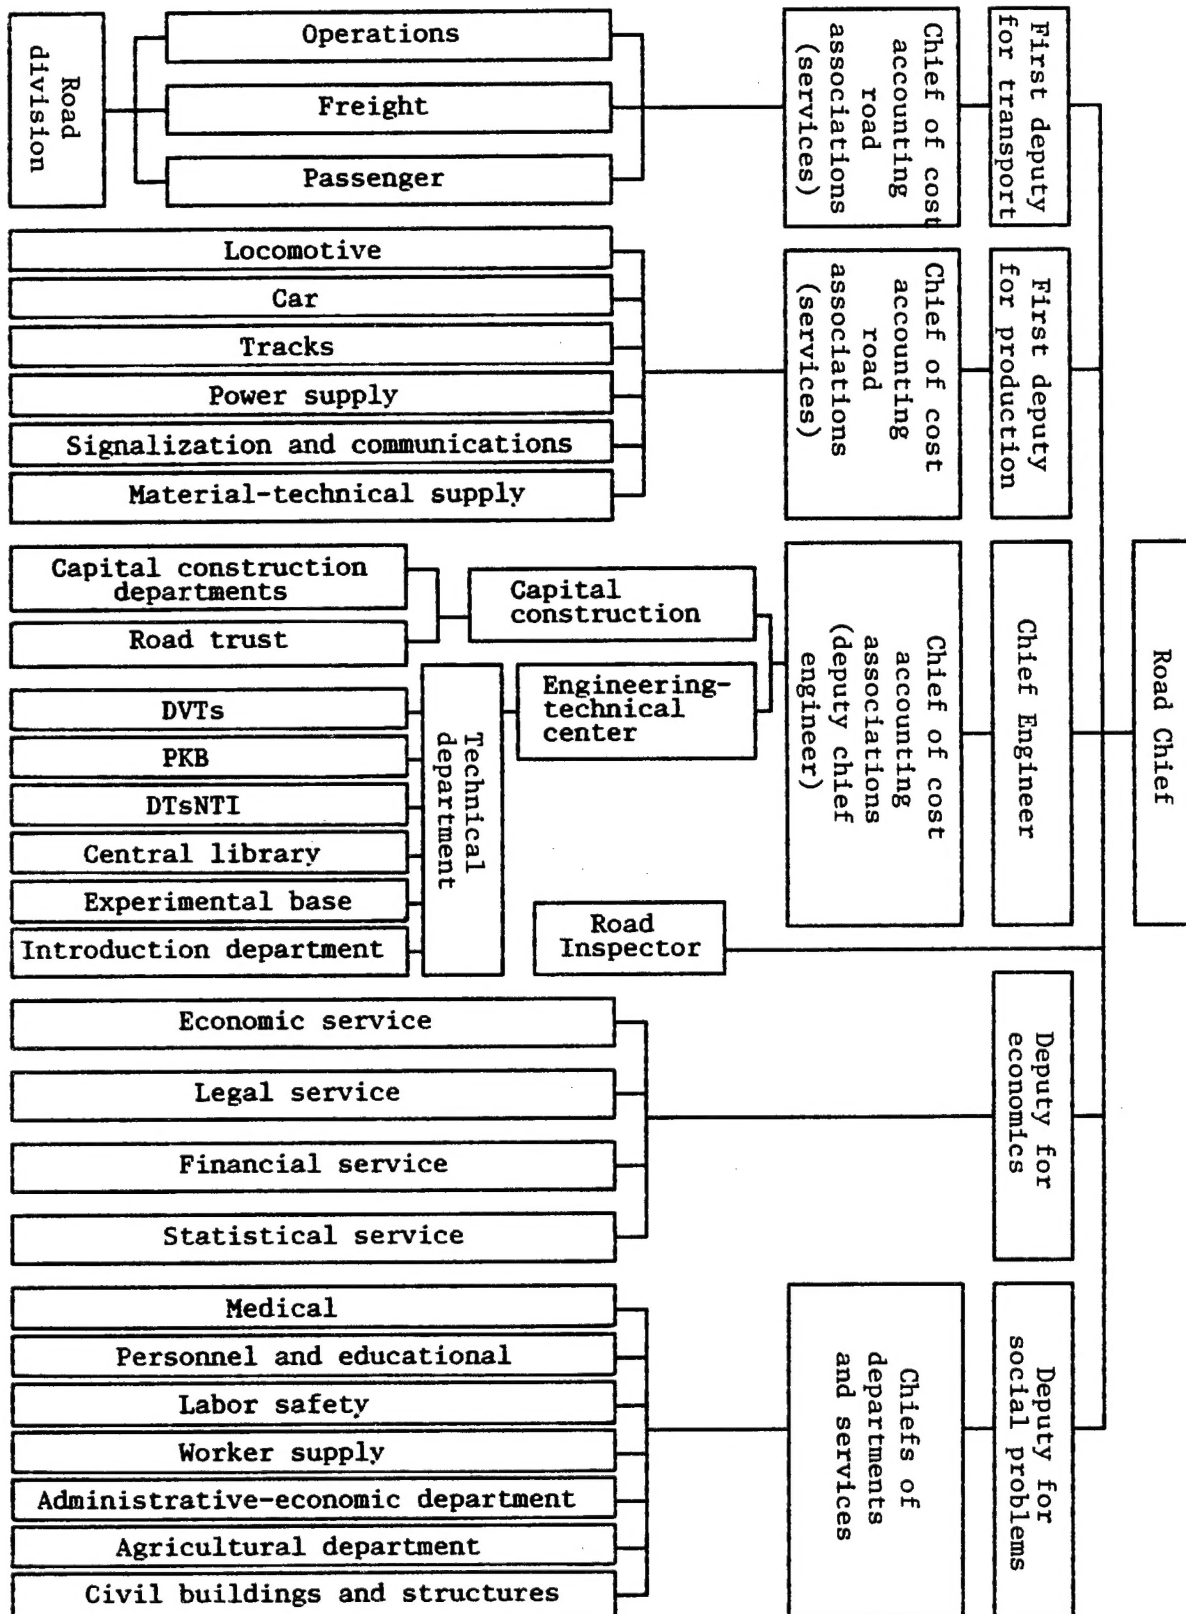 Road Chief
First deputy
for transport
Chief of cost
accounting
road
associations
(services)
Operations
Freight
Passenger
Road
division
First deputy
for production
Chief of cost
accounting
road
associations
(services)
Locomotive
Car
Tracks
Power supply
Signalization and communications
Material-technical supply
Chief Engineer
Chief of cost
accounting
associations
(deputy chief
engineer)
Capital
construction
Capital construction
departments
Road trust
Engineering-
technical
center
Technical
department
DVTs
PKB
DTsNTI
Central library
Experimental base
Introduction department
Road
Inspector
Deputy for
economics
Economic service
Legal service
Financial service
Statistical service
Deputy for
social problems
Chiefs of
departments
and services
Medical
Personnel and educational
Labor safety
Worker supply
Administrative-economic department
Agricultural department
Civil buildings and structures